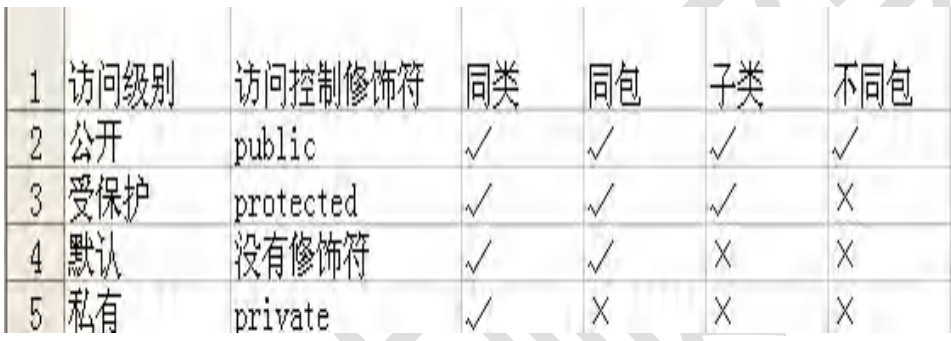 1 访问级别 访问控制修饰符 同类 同包 子类 不同包
2 公开 public √ √ √ √
3 受保护 protected √ √ √ ×
4 默认 没有修饰符 √ √ × ×
5 私有 private √ × × ×